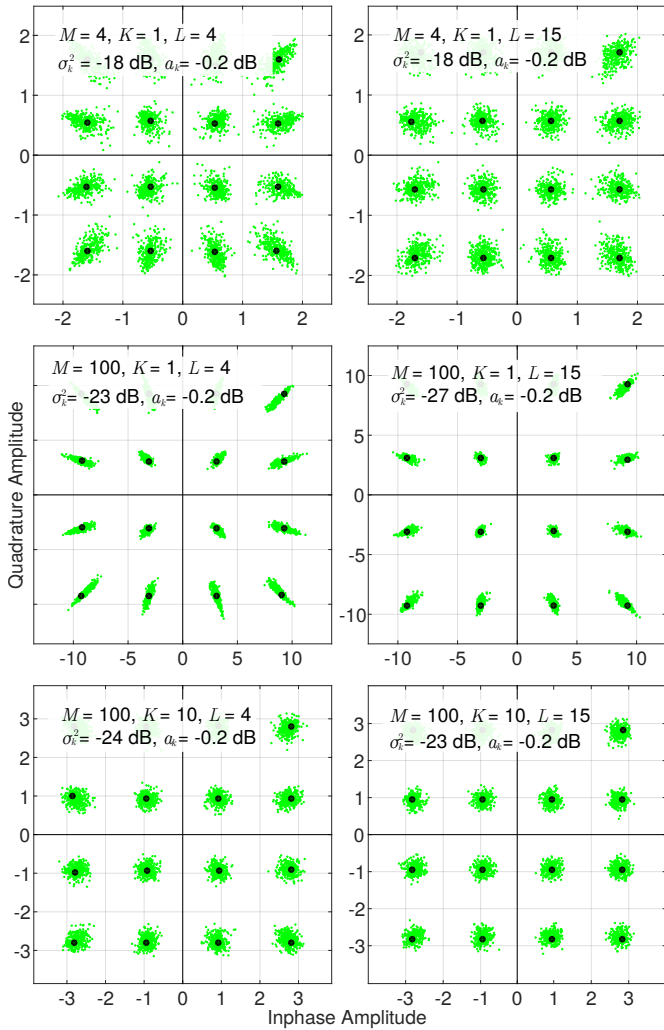 M = 4, K = 1, L = 4
σ²ₖ = -18 dB, aₖ = -0.2 dB
2
1
0
-1
-2
-2 -1 0 1 2
M = 4, K = 1, L = 15
σ²ₖ = -18 dB, aₖ = -0.2 dB
2
1
0
-1
-2
-2 -1 0 1 2
Quadrature Amplitude
M = 100, K = 1, L = 4
σ²ₖ = -23 dB, aₖ = -0.2 dB
-10 -5 0 5 10
M = 100, K = 1, L = 15
σ²ₖ = -27 dB, aₖ = -0.2 dB
10
5
0
-5
-10
-10 -5 0 5 10
M = 100, K = 10, L = 4
σ²ₖ = -24 dB, aₖ = -0.2 dB
3
2
1
0
-1
-2
-3
-3 -2 -1 0 1 2 3
M = 100, K = 10, L = 15
σ²ₖ = -23 dB, aₖ = -0.2 dB
3
2
1
0
-1
-2
-3
-3 -2 -1 0 1 2 3
Inphase Amplitude